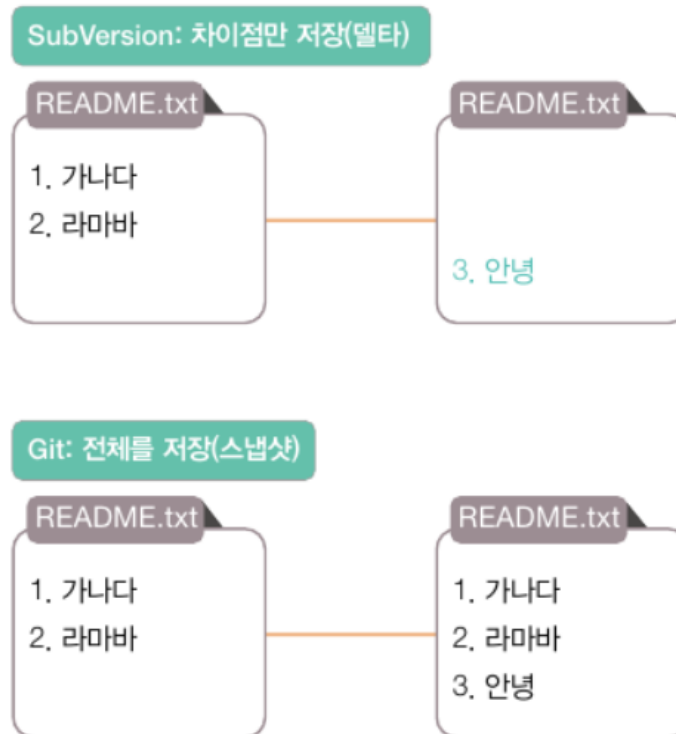 SubVersion: 차이점만 저장(델타)
README.txt
1. 가나다
2. 라마바
README.txt
3. 안녕
Git: 전체를 저장(스냅샷)
README.txt
1. 가나다
2. 라마바
README.txt
1. 가나다
2. 라마바
3. 안녕